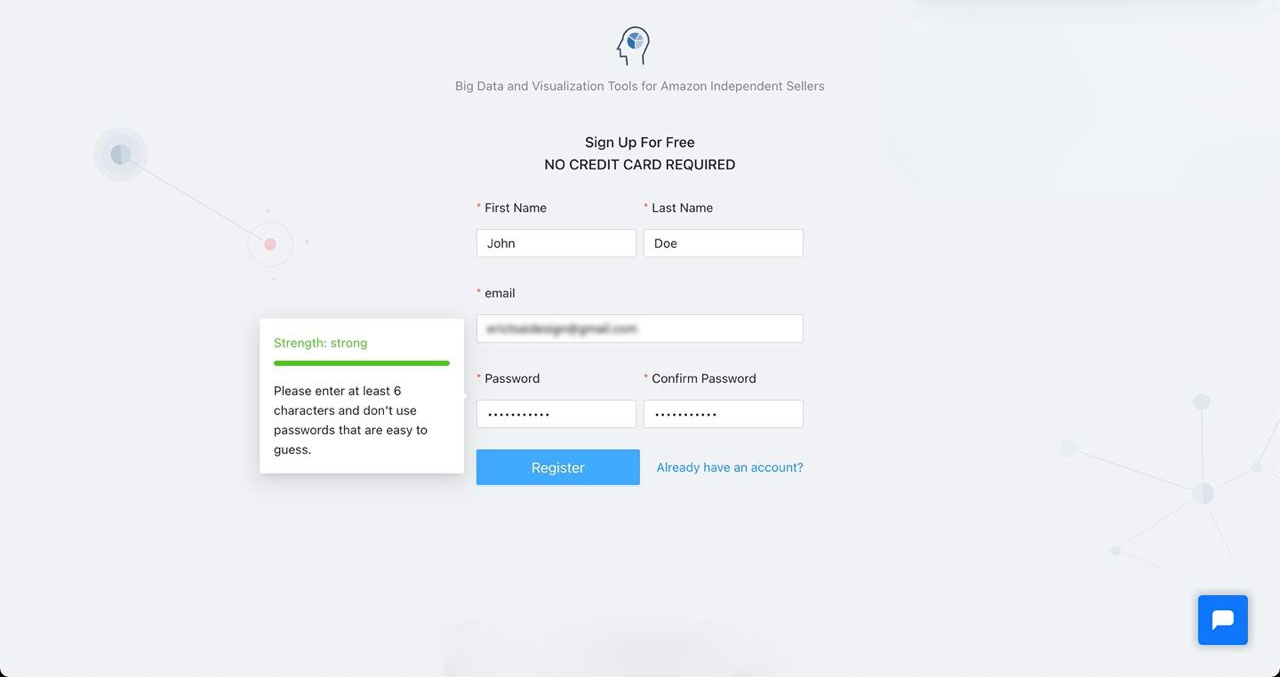 Big Data and Visualization Tools for Amazon Independent Sellers
Sign Up For Free
NO CREDIT CARD REQUIRED
* First Name
* Last Name
John
Doe
* email
Strength: strong
Please enter at least 6
characters and don't use
passwords that are easy to
guess.
* Password
* Confirm Password
•••••••••••
•••••••••••
Register
Already have an account?